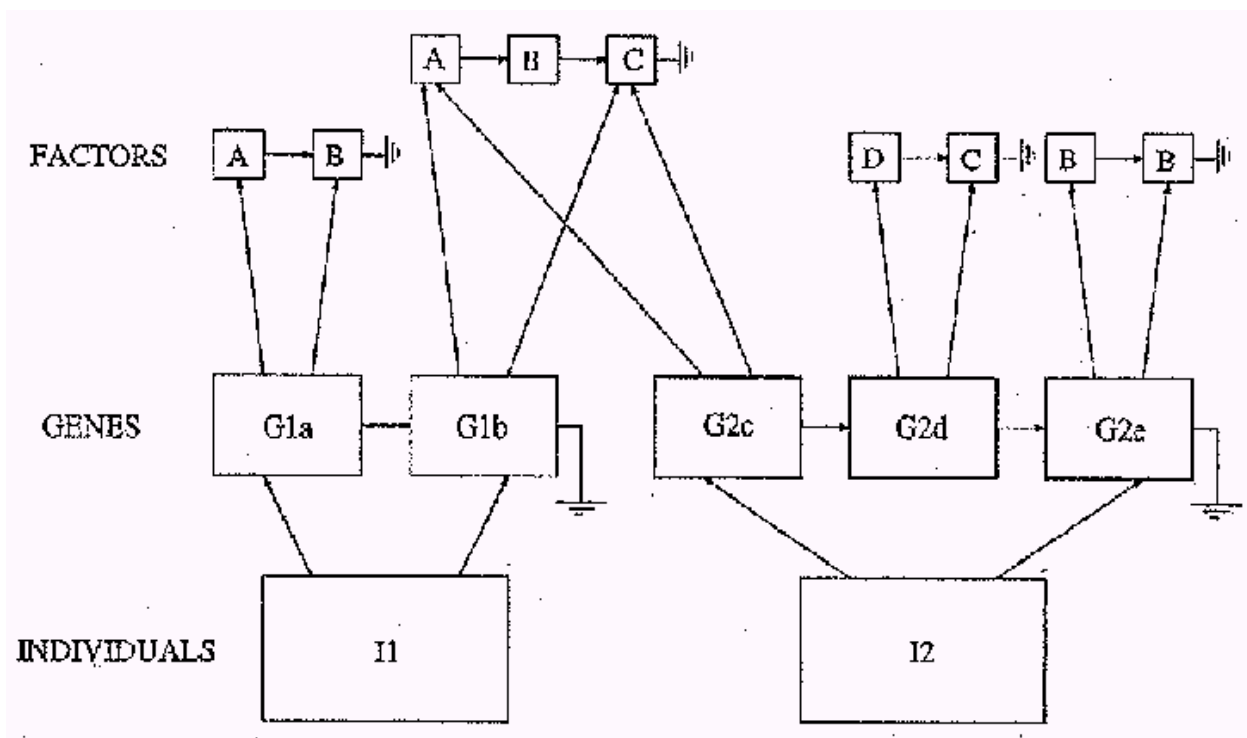 A B C
FACTORS A B D C B B
GENES G1a G1b G2c G2d G2e
INDIVIDUALS I1 I2